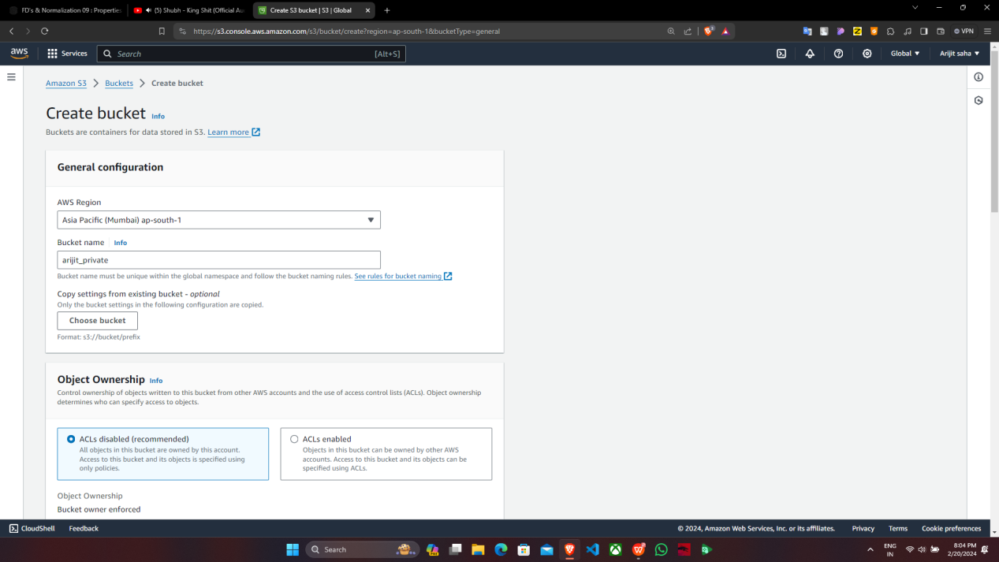 FD's & Normalization 09 : Properties
(5) Shubh - King Shit (Official Au
Create S3 bucket | S3 | Global
https://s3.console.aws.amazon.com/s3/bucket/create?region=ap-south-1&bucketType=general
VPN
aws
Services
Search
[Alt+S]
Global
Arijit saha
Amazon S3
Buckets
Create bucket
Create bucket Info
Buckets are containers for data stored in S3. Learn more
General configuration
AWS Region
Asia Pacific (Mumbai) ap-south-1
Bucket name Info
arijit_private
Bucket name must be unique within the global namespace and follow the bucket naming rules. See rules for bucket naming
Copy settings from existing bucket - optional
Only the bucket settings in the following configuration are copied.
Choose bucket
Format: s3://bucket/prefix
Object Ownership Info
Control ownership of objects written to this bucket from other AWS accounts and the use of access control lists (ACLs). Object ownership
determines who can specify access to objects.
ACLs disabled (recommended)
All objects in this bucket are owned by this account.
Access to this bucket and its objects is specified using
only policies.
ACLs enabled
Objects in this bucket can be owned by other AWS
accounts. Access to this bucket and its objects can be
specified using ACLs.
Object Ownership
Bucket owner enforced
CloudShell
Feedback
© 2024, Amazon Web Services, Inc. or its affiliates.
Privacy
Terms
Cookie preferences
Search
ENG
IN
8:04 PM
2/20/2024